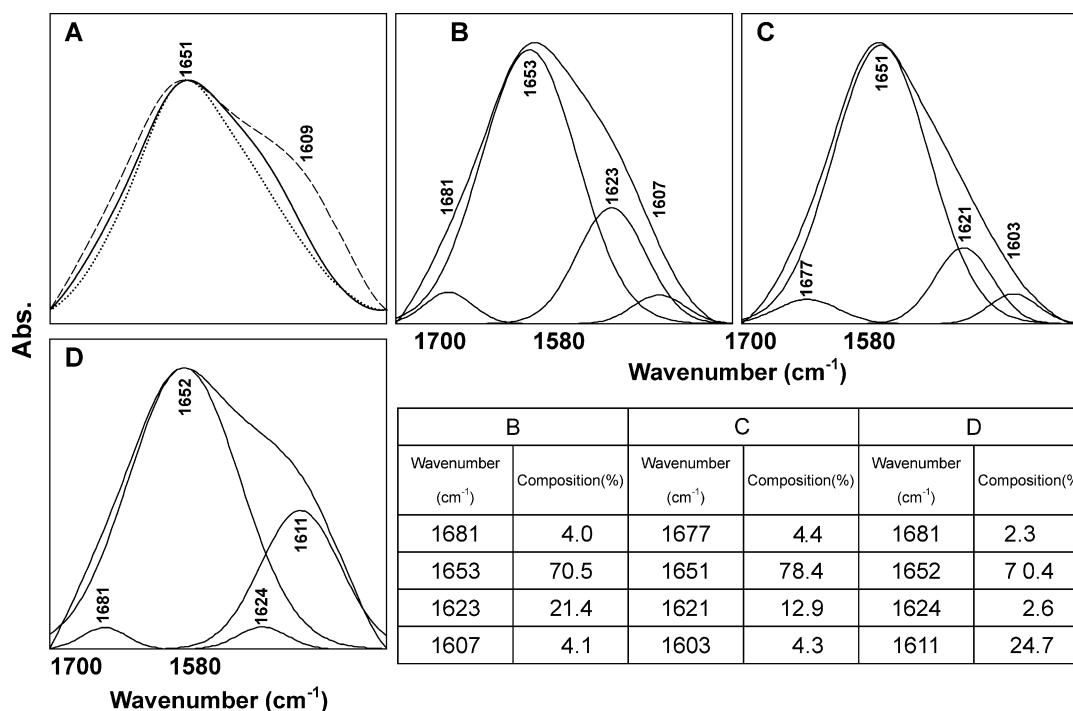 A
1651
1609
B
1681
1653
1623
1607
C
1677
1651
1621
1603
Abs.
1700 1580
1700 1580
Wavenumber (cm-1)
D
1681
1652
1624
1611
1700 1580
Wavenumber (cm-1)
B C D
Wavenumber (cm-1) Composition(%) Wavenumber (cm-1) Composition(%) Wavenumber (cm-1) Composition(%
1681 4.0 1677 4.4 1681 2.3
1653 70.5 1651 78.4 1652 7 0.4
1623 21.4 1621 12.9 1624 2.6
1607 4.1 1603 4.3 1611 24.7